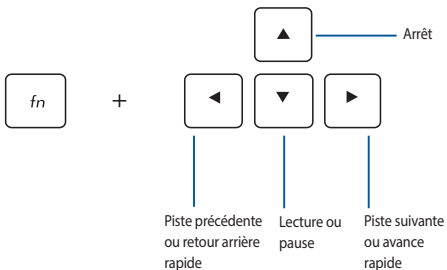 Arrêt
fn +
Piste précédente
ou retour arrière
rapide
Lecture ou
pause
Piste suivante
ou avance
rapide